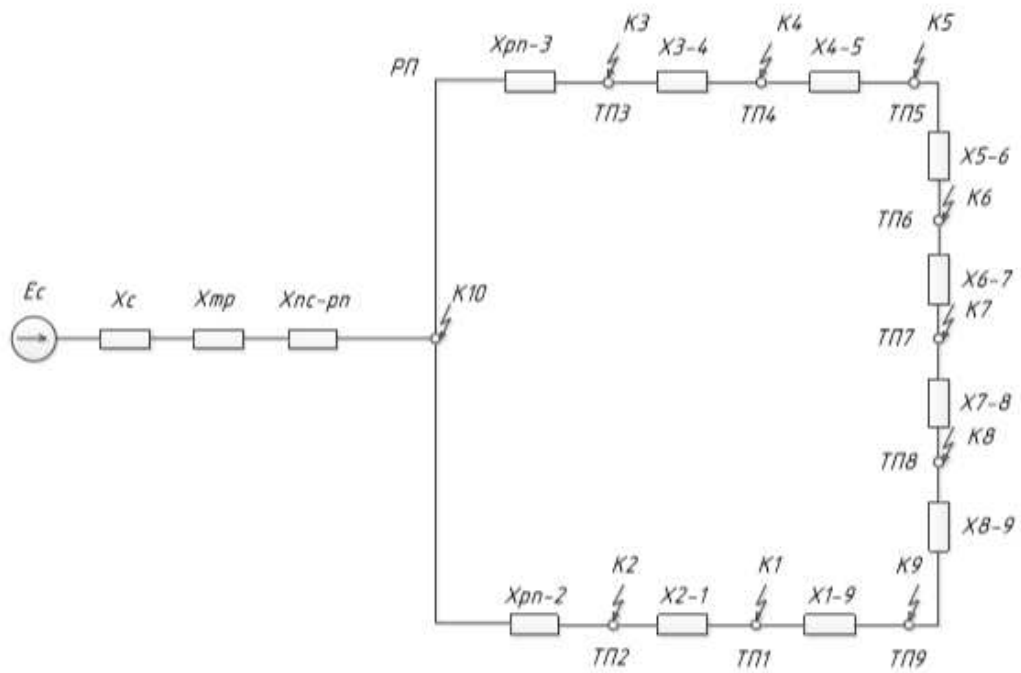 К3
К4
К5
Хрп-3
Х3-4
Х4-5
РП
ТП3
ТП4
ТП5
Х5-6
К6
ТП6
Х6-7
Ес
Хс
Хтр
Хпс-рп
К10
К7
ТП7
Х7-8
К8
ТП8
Х8-9
К2
К1
К9
Хрп-2
Х2-1
Х1-9
ТП2
ТП1
ТП9